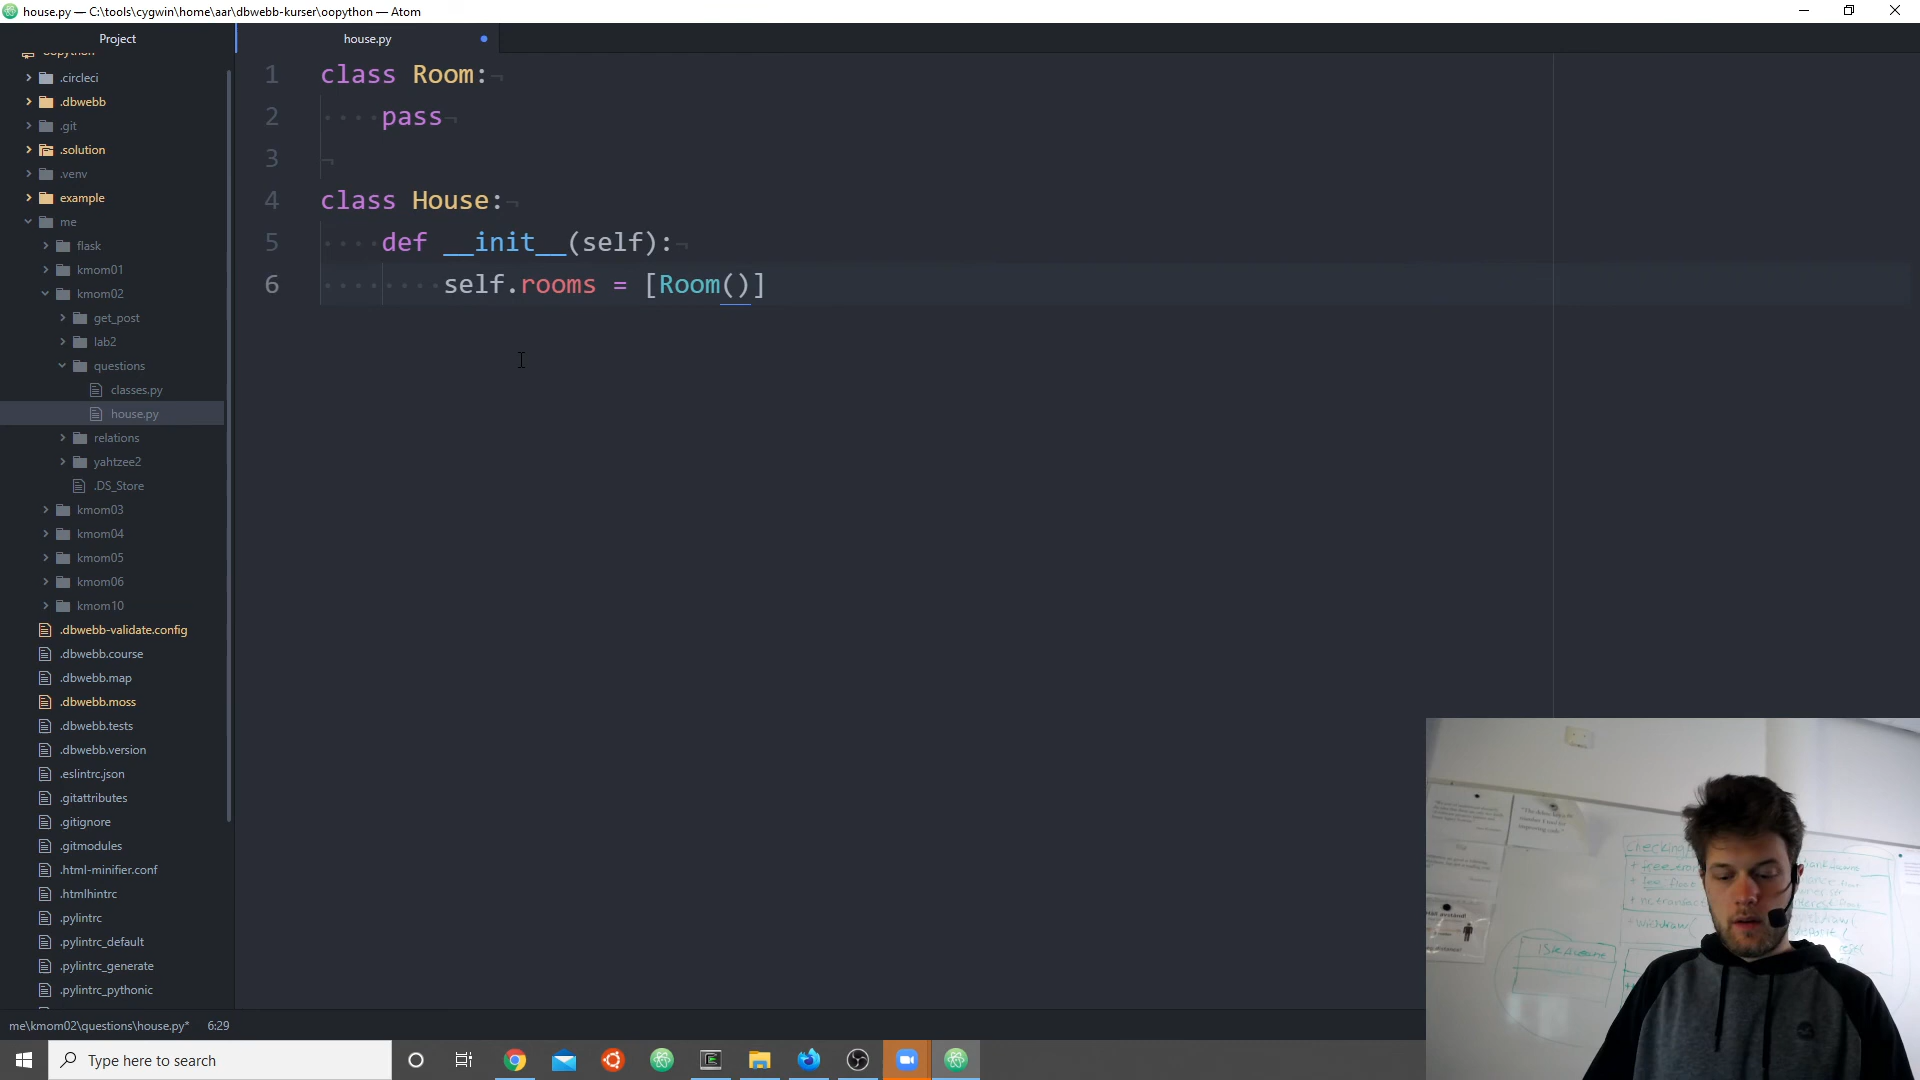 house.py — C:\tools\cygwin\home\aar\dbwebb-kurser\oopython — Atom
Project
house.py
.circleci
.dbwebb
.git
.solution
.venv
example
me
flask
kmom01
kmom02
get_post
lab2
questions
classes.py
house.py
relations
yahtzee2
.DS_Store
kmom03
kmom04
kmom05
kmom06
kmom10
.dbwebb-validate.config
.dbwebb.course
.dbwebb.map
.dbwebb.moss
.dbwebb.tests
.dbwebb.version
.eslintrc.json
.gitattributes
.gitignore
.gitmodules
.html-minifier.conf
.htmlhintrc
.pylintrc
.pylintrc_default
.pylintrc_generate
.pylintrc_pythonic
1 class Room:¬
2 ····pass¬
3 ¬
4 class House:¬
5 ····def __init__(self):¬
6 ········self.rooms = [Room()]
me\kmom02\questions\house.py* 6:29
Type here to search